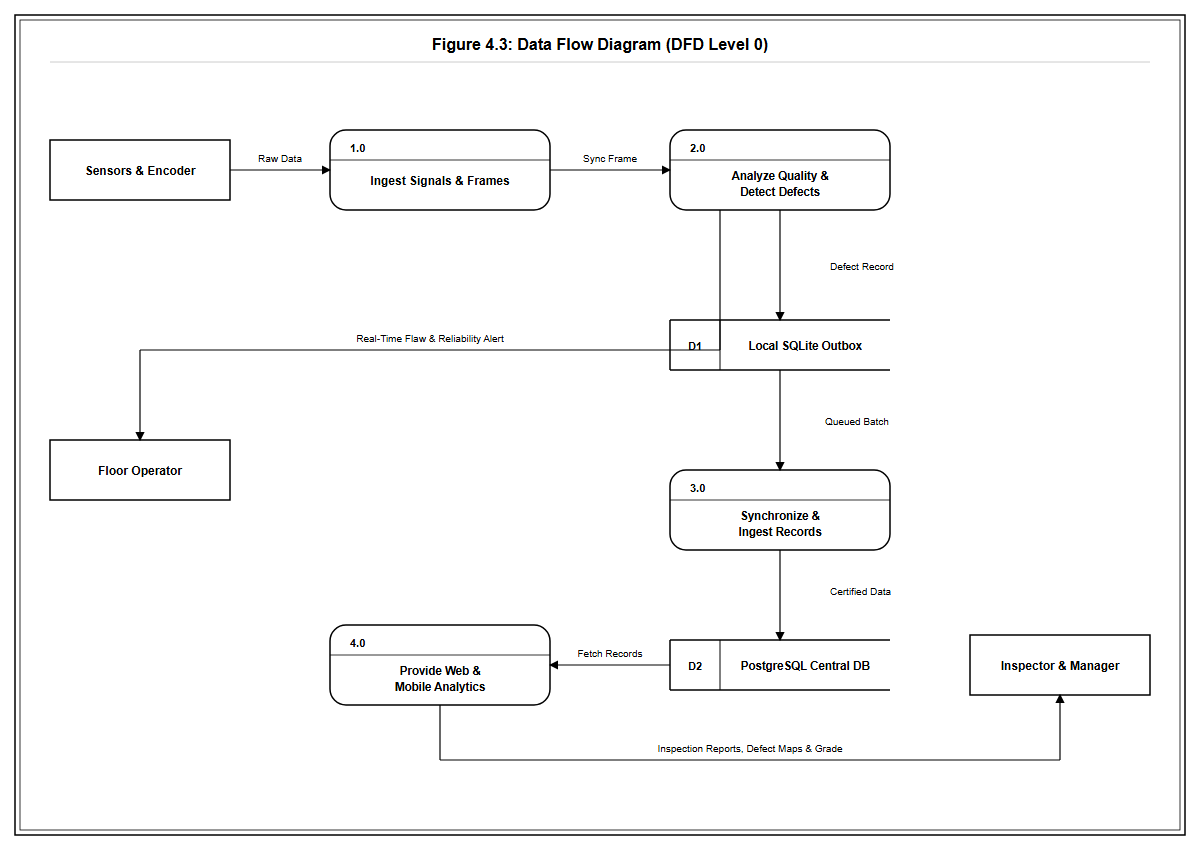 Figure 4.3: Data Flow Diagram (DFD Level 0)
Sensors & Encoder
Raw Data
1.0
Ingest Signals & Frames
Sync Frame
2.0
Analyze Quality &
Detect Defects
Defect Record
Real-Time Flaw & Reliability Alert
D1
Local SQLite Outbox
Queued Batch
Floor Operator
3.0
Synchronize &
Ingest Records
Certified Data
4.0
Provide Web &
Mobile Analytics
Fetch Records
D2
PostgreSQL Central DB
Inspector & Manager
Inspection Reports, Defect Maps & Grade